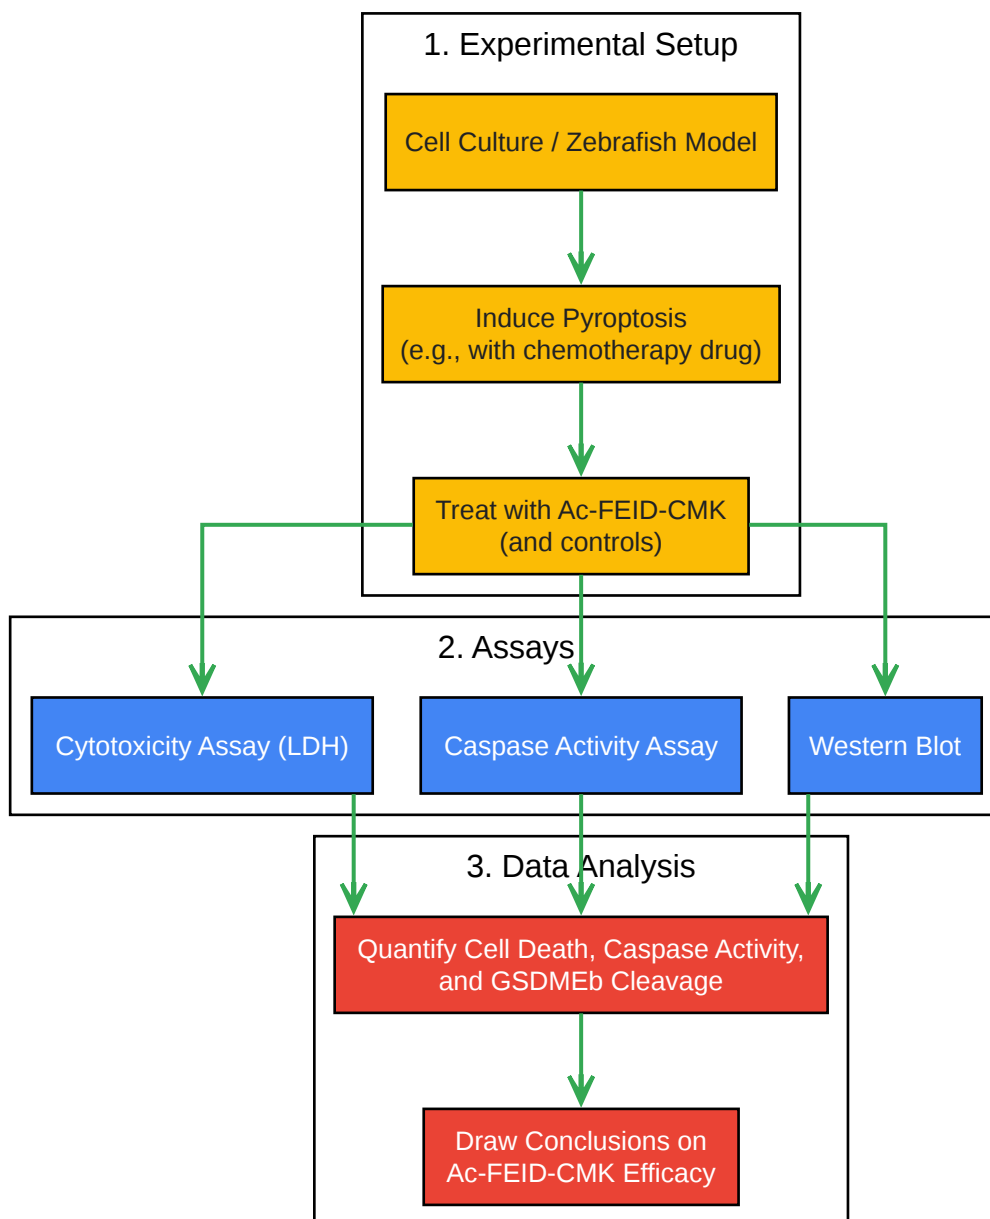 1. Experimental Setup
Cell Culture / Zebrafish Model
Induce Pyroptosis
(e.g., with chemotherapy drug)
Treat with Ac-FEID-CMK
(and controls)
2. Assays
Cytotoxicity Assay (LDH)
Caspase Activity Assay
Western Blot
3. Data Analysis
Quantify Cell Death, Caspase Activity,
and GSDMEb Cleavage
Draw Conclusions on
Ac-FEID-CMK Efficacy